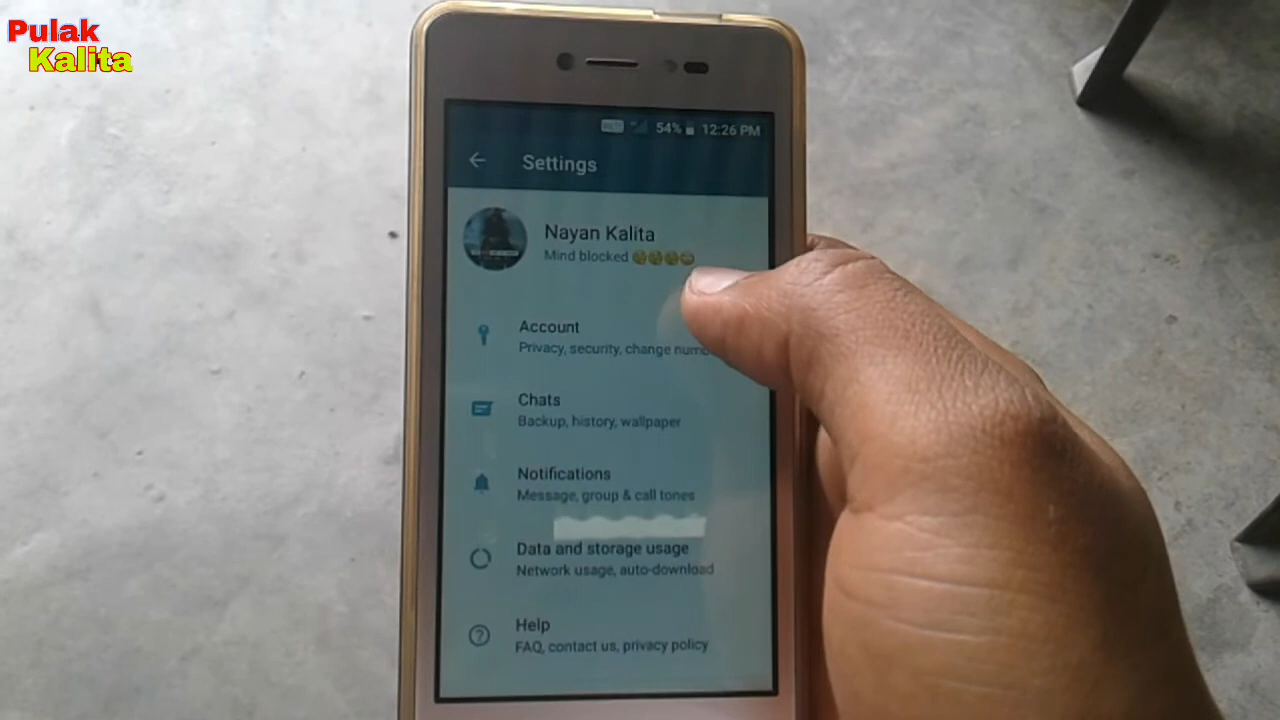 Pulak
Kalita
54% 12:26 PM
Settings
Nayan Kalita
Mind blocked
Account
Privacy, security, change numb
Chats
Backup, history, wallpaper
Notifications
Message, group & call tones
Data and storage usage
Network usage, auto-download
Help
FAQ, contact us, privacy policy